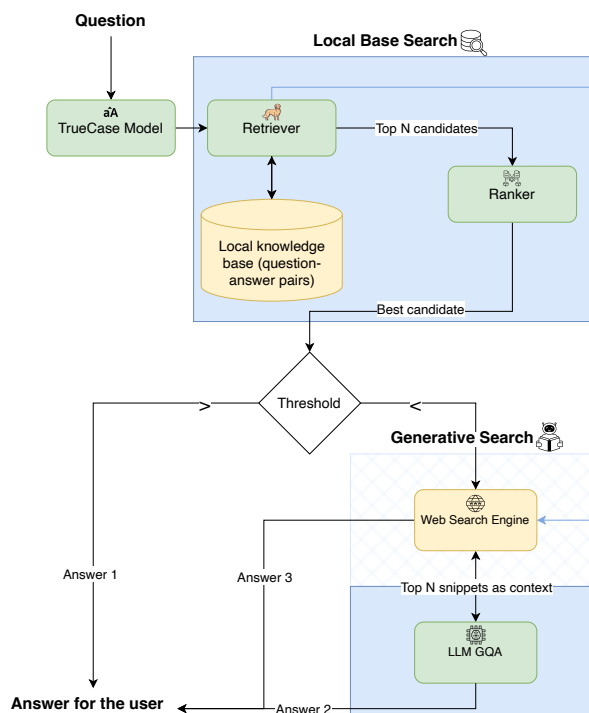 Question
Local Base Search
aA
TrueCase Model
Retriever
Top N candidates
Ranker
Local knowledge
base (question-
answer pairs)
Best candidate
>
Threshold
<
Generative Search
Web Search Engine
Answer 1
Answer 3
Top N snippets as context
LLM GQA
Answer for the user
Answer 2